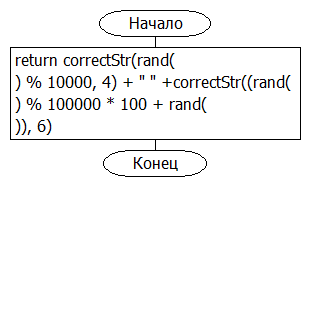 Начало
return correctStr(rand(
) % 10000, 4) + " " +correctStr((rand(
) % 100000 * 100 + rand(
)), 6)
Конец